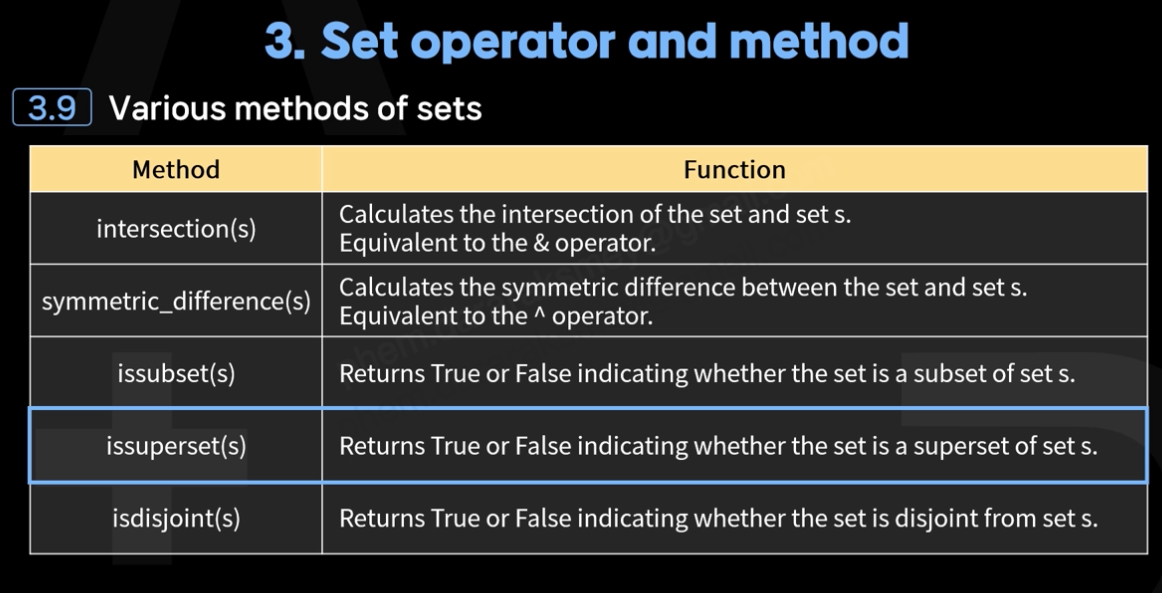 3. Set operator and method
3.9 Various methods of sets
Method Function
intersection(s) Calculates the intersection of the set and set s.
Equivalent to the & operator.
symmetric_difference(s) Calculates the symmetric difference between the set and set s.
Equivalent to the ^ operator.
issubset(s) Returns True or False indicating whether the set is a subset of set s.
issuperset(s) Returns True or False indicating whether the set is a superset of set s.
isdisjoint(s) Returns True or False indicating whether the set is disjoint from set s.